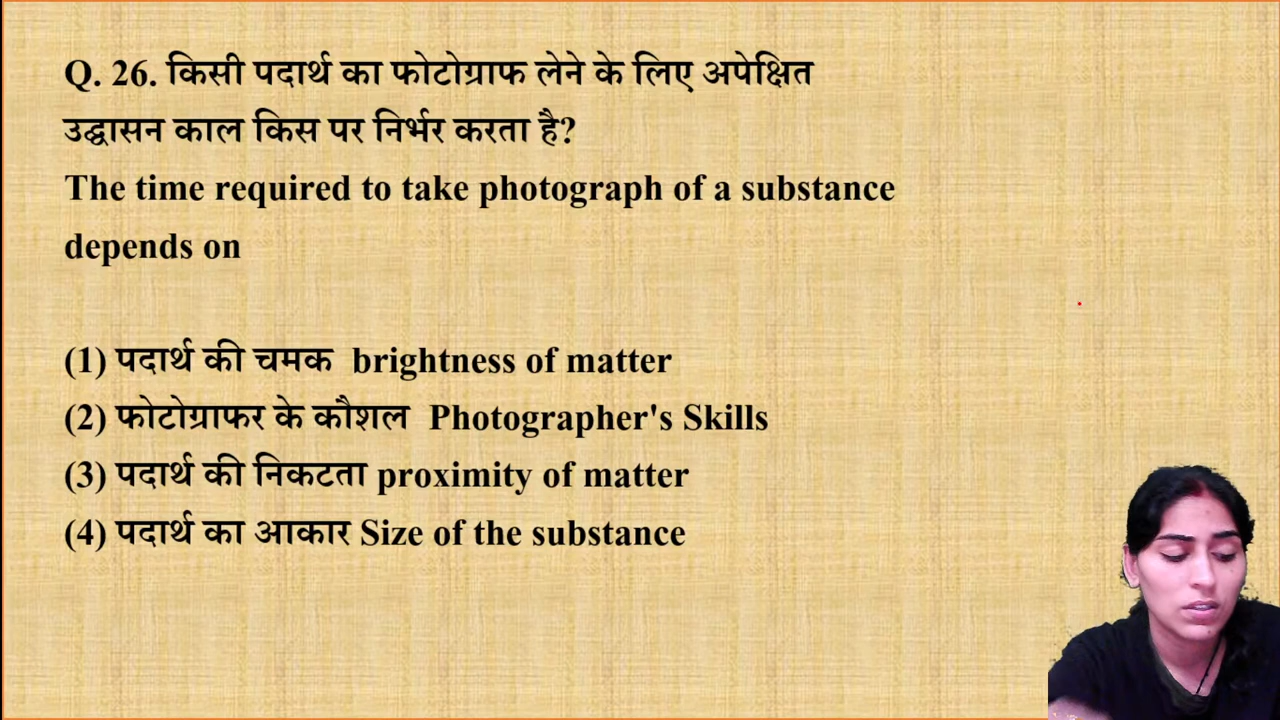 Q. 26. किसी पदार्थ का फोटोग्राफ लेने के लिए अपेक्षित
उद्भासन काल किस पर निर्भर करता है?
The time required to take photograph of a substance
depends on
(1) पदार्थ की चमक brightness of matter
(2) फोटोग्राफर के कौशल Photographer's Skills
(3) पदार्थ की निकटता proximity of matter
(4) पदार्थ का आकार Size of the substance